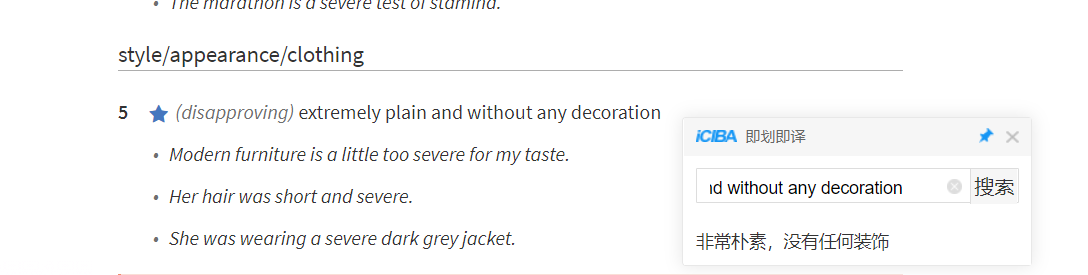 The marathon is a severe test of stamina.
style/appearance/clothing
5 (disapproving) extremely plain and without any decoration
• Modern furniture is a little too severe for my taste.
• Her hair was short and severe.
• She was wearing a severe dark grey jacket.
iCIBA 即划即译
nd without any decoration 搜索
非常朴素，没有任何装饰